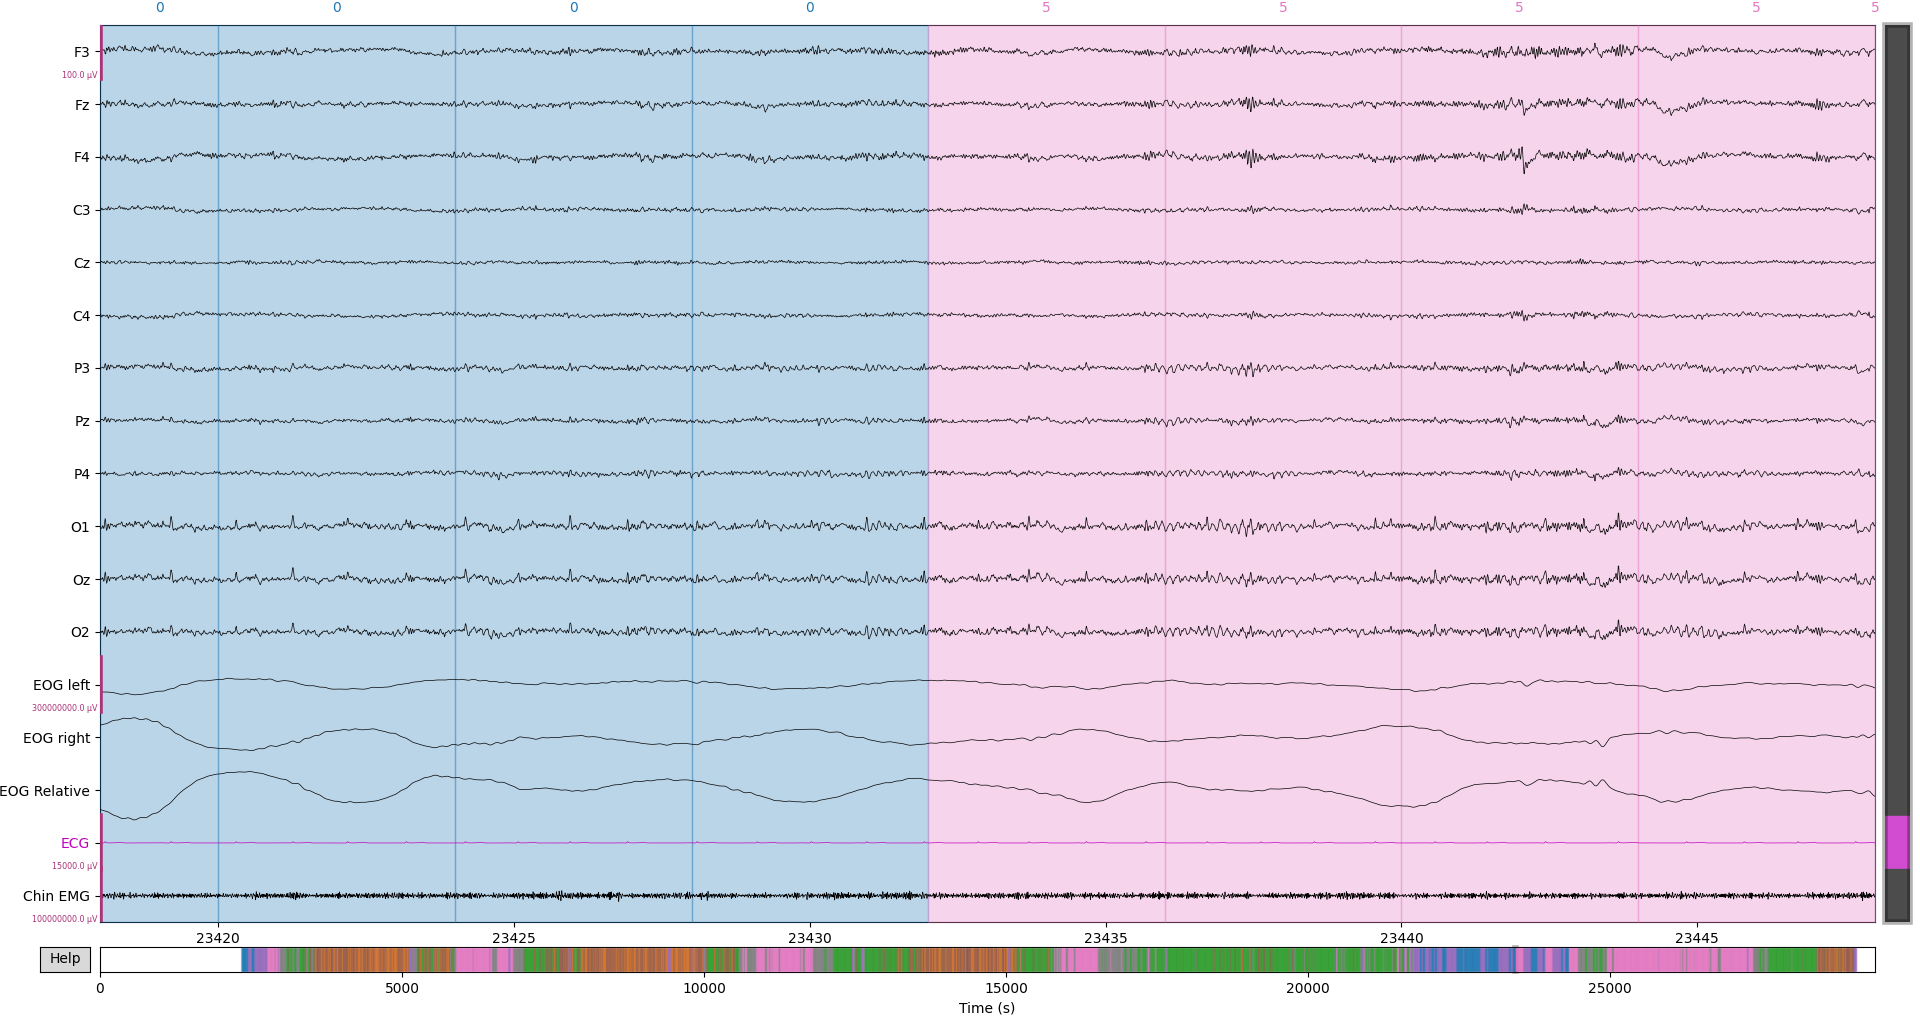 0 0 0 0 5 5 5 5 5
F3
100.0 µV
Fz
F4
C3
Cz
C4
P3
Pz
P4
O1
Oz
O2
EOG left
300000000.0 µV
EOG right
EOG Relative
ECG
15000.0 µV
Chin EMG
100000000.0 µV
23420 23425 23430 23435 23440 23445
Help
0 5000 10000 15000 20000 25000
Time (s)